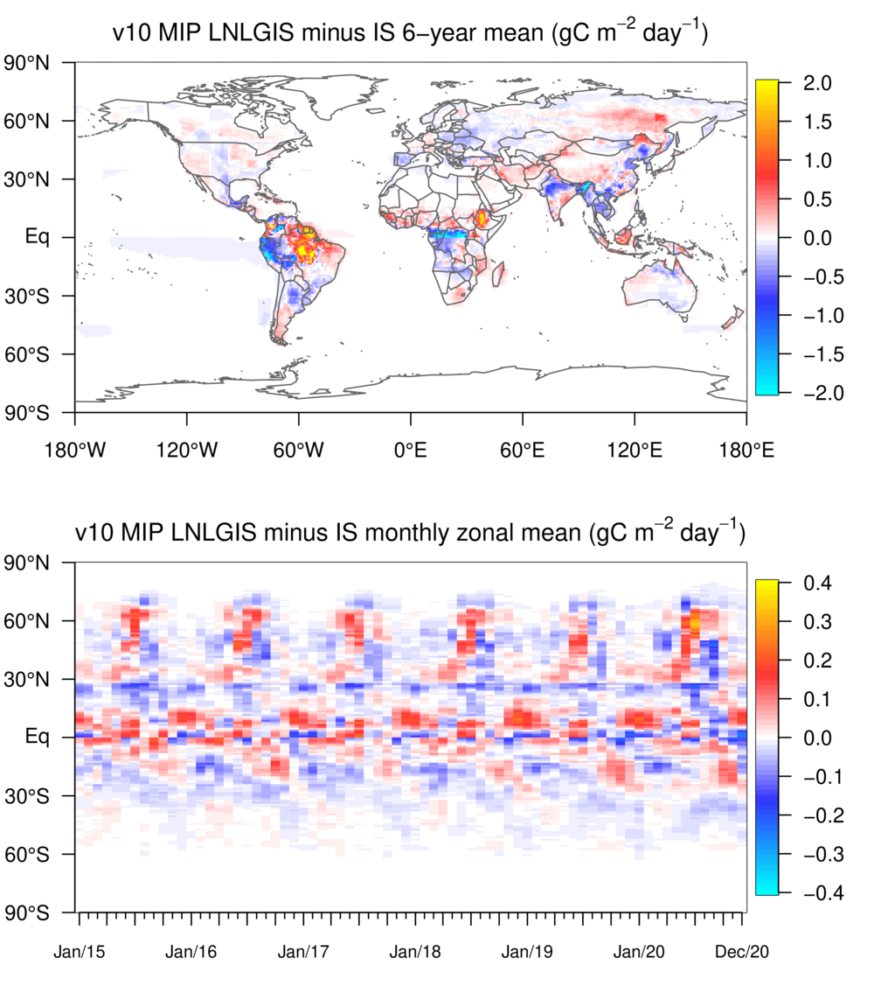 v10 MIP LNLGIS minus IS 6−year mean (gC m−2 day−1)
90°N
60°N
30°N
Eq
30°S
60°S
90°S
180°W 120°W 60°W 0°E 60°E 120°E 180°E
2.0
1.5
1.0
0.5
0.0
−0.5
−1.0
−1.5
−2.0
v10 MIP LNLGIS minus IS monthly zonal mean (gC m−2 day−1)
90°N
60°N
30°N
Eq
30°S
60°S
90°S
Jan/15 Jan/16 Jan/17 Jan/18 Jan/19 Jan/20 Dec/20
0.4
0.3
0.2
0.1
0.0
−0.1
−0.2
−0.3
−0.4